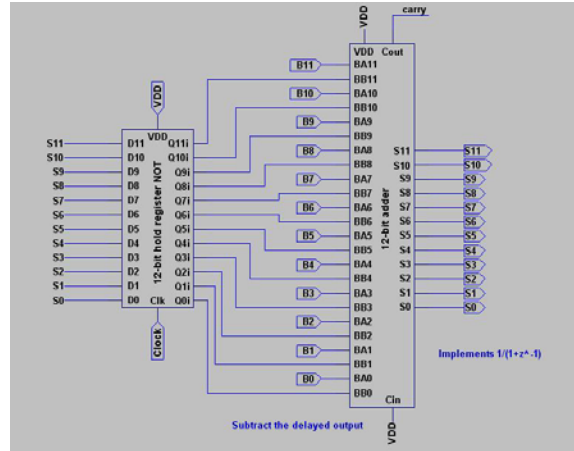 carry
VDD
VDD Cout
B11 BA11
BB11
B10 BA10
BB10
B9 BA9
BB9
B8 BA8
BB8
B7 BA7
BB7
B6 BA6
BB6
B5 BA5
BB5
B4 BA4
BB4
B3 BA3
BB3
B2 BA2
BB2
B1 BA1
BB1
B0 BA0
BB0
Cin
VDD
12-bit adder
S11 S11
S10 S10
S9 S9
S8 S8
S7 S7
S6 S6
S5 S5
S4 S4
S3 S3
S2 S2
S1 S1
S0 S0
VDD
VDD
S11 D11 Q11i
S10 D10 Q10i
S9 D9 Q9i
S8 D8 Q8i
S7 D7 Q7i
S6 D6 Q6i
S5 D5 Q5i
S4 D4 Q4i
S3 D3 Q3i
S2 D2 Q2i
S1 D1 Q1i
S0 D0 Clk Q0i
12-bit hold register NOT
Clock
Implements 1/(1+z^-1)
Subtract the delayed output